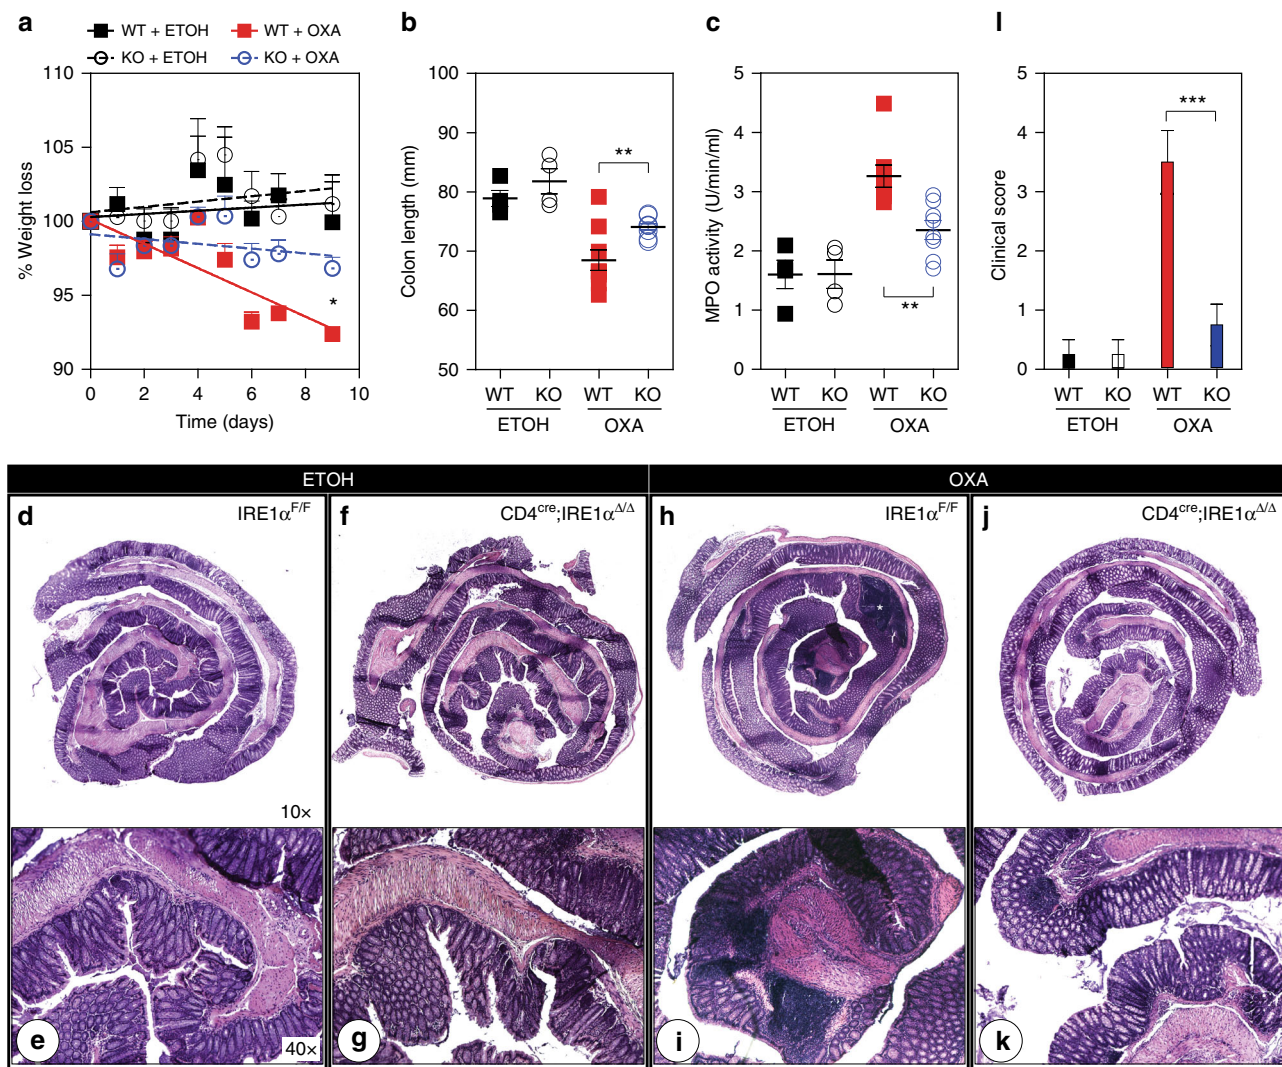 a
WT + ETOH
WT + OXA
KO + ETOH
KO + OXA
110
105
100
95
90
% Weight loss
*
0 2 4 6 8 10
Time (days)
b
100
90
80
70
60
50
Colon length (mm)
**
WT KO WT KO
ETOH OXA
c
5
4
3
2
1
0
MPO activity (U/min/ml)
**
WT KO WT KO
ETOH OXA
l
5
4
3
2
1
0
Clinical score
***
WT KO WT KO
ETOH OXA
ETOH OXA
d IRE1α^F/F
f CD4^cre;IRE1α^Δ/Δ
h IRE1α^F/F
*
j CD4^cre;IRE1α^Δ/Δ
10×
e 40×
g
i
k